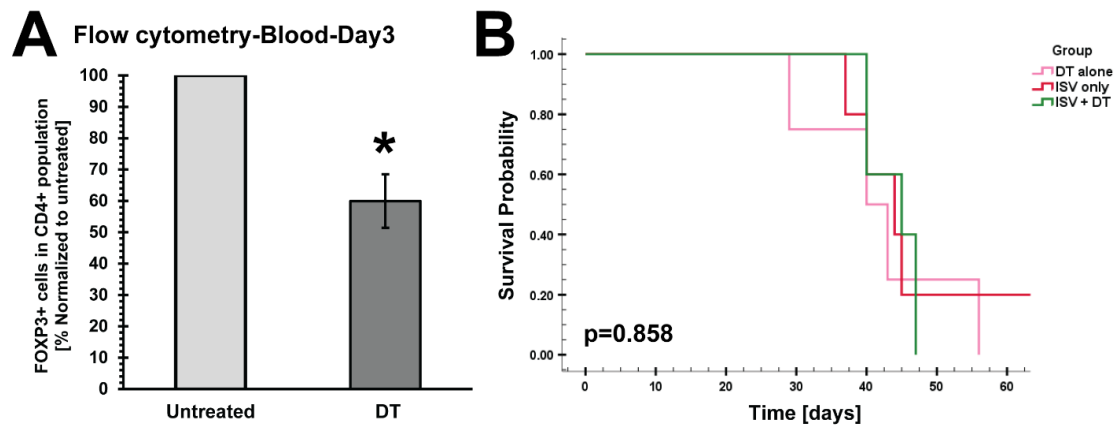 A
Flow cytometry-Blood-Day3
FOXP3+ cells in CD4+ population
[% Normalized to untreated]
100
90
80
70
60
50
40
30
20
10
0
*
Untreated
DT
B
Survival Probability
1.00
0.80
0.60
0.40
0.20
0.00
p=0.858
0
10
20
30
40
50
60
Time [days]
Group
DT alone
ISV only
ISV + DT